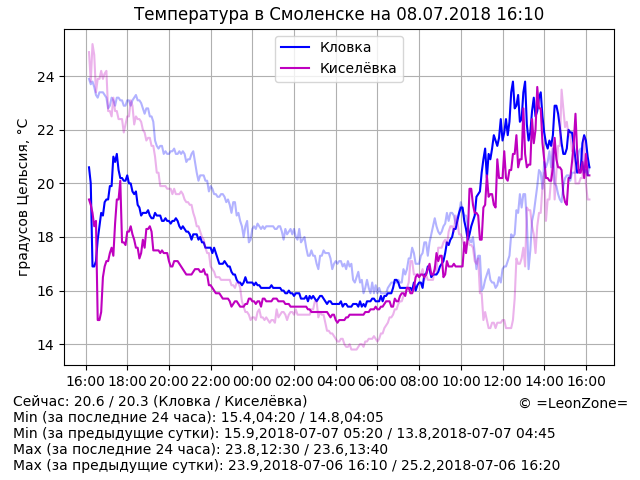 Температура в Смоленске на 08.07.2018 16:10
Кловка
Киселёвка
градусов Цельсия, °C
24
22
20
18
16
14
16:00 18:00 20:00 22:00 00:00 02:00 04:00 06:00 08:00 10:00 12:00 14:00 16:00
Сейчас: 20.6 / 20.3 (Кловка / Киселёвка)
© =LeonZone=
Min (за последние 24 часа): 15.4,04:20 / 14.8,04:05
Min (за предыдущие сутки): 15.9,2018-07-07 05:20 / 13.8,2018-07-07 04:45
Max (за последние 24 часа): 23.8,12:30 / 23.6,13:40
Max (за предыдущие сутки): 23.9,2018-07-06 16:10 / 25.2,2018-07-06 16:20